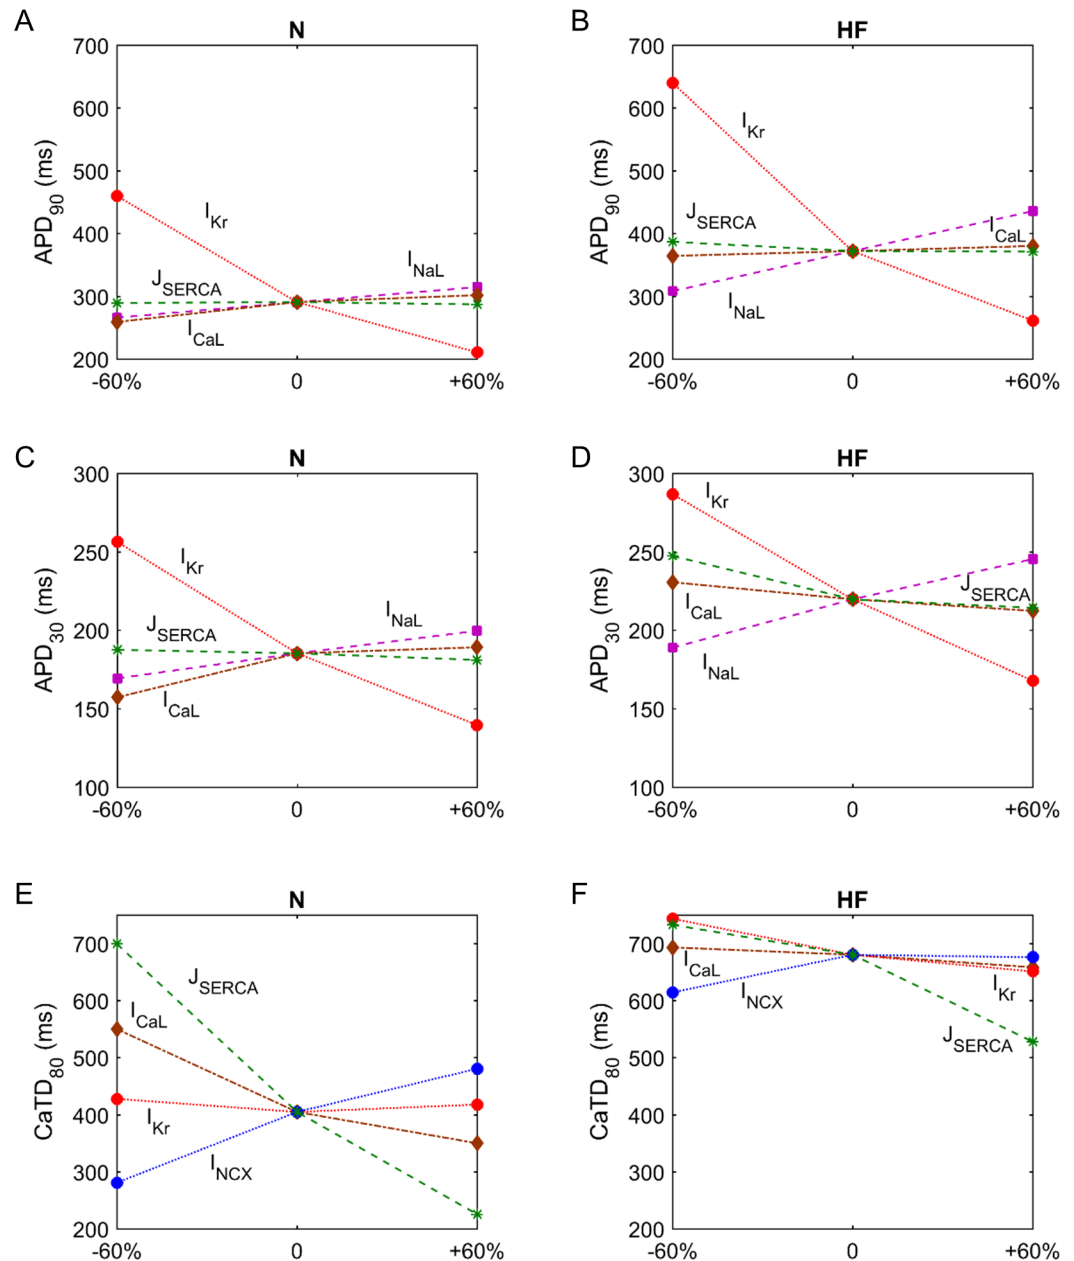 A
N
APD90 (ms)
700
600
500
400
300
200
IKr
JSERCA
INaL
ICaL
-60%
0
+60%
B
HF
APD90 (ms)
700
600
500
400
300
200
IKr
JSERCA
ICaL
INaL
-60%
0
+60%
C
N
APD30 (ms)
300
250
200
150
100
IKr
JSERCA
INaL
ICaL
-60%
0
+60%
D
HF
APD30 (ms)
300
250
200
150
100
IKr
JSERCA
ICaL
INaL
-60%
0
+60%
E
N
CaTD80 (ms)
700
600
500
400
300
200
JSERCA
ICaL
IKr
INCX
-60%
0
+60%
F
HF
CaTD80 (ms)
700
600
500
400
300
200
ICaL
INCX
IKr
JSERCA
-60%
0
+60%